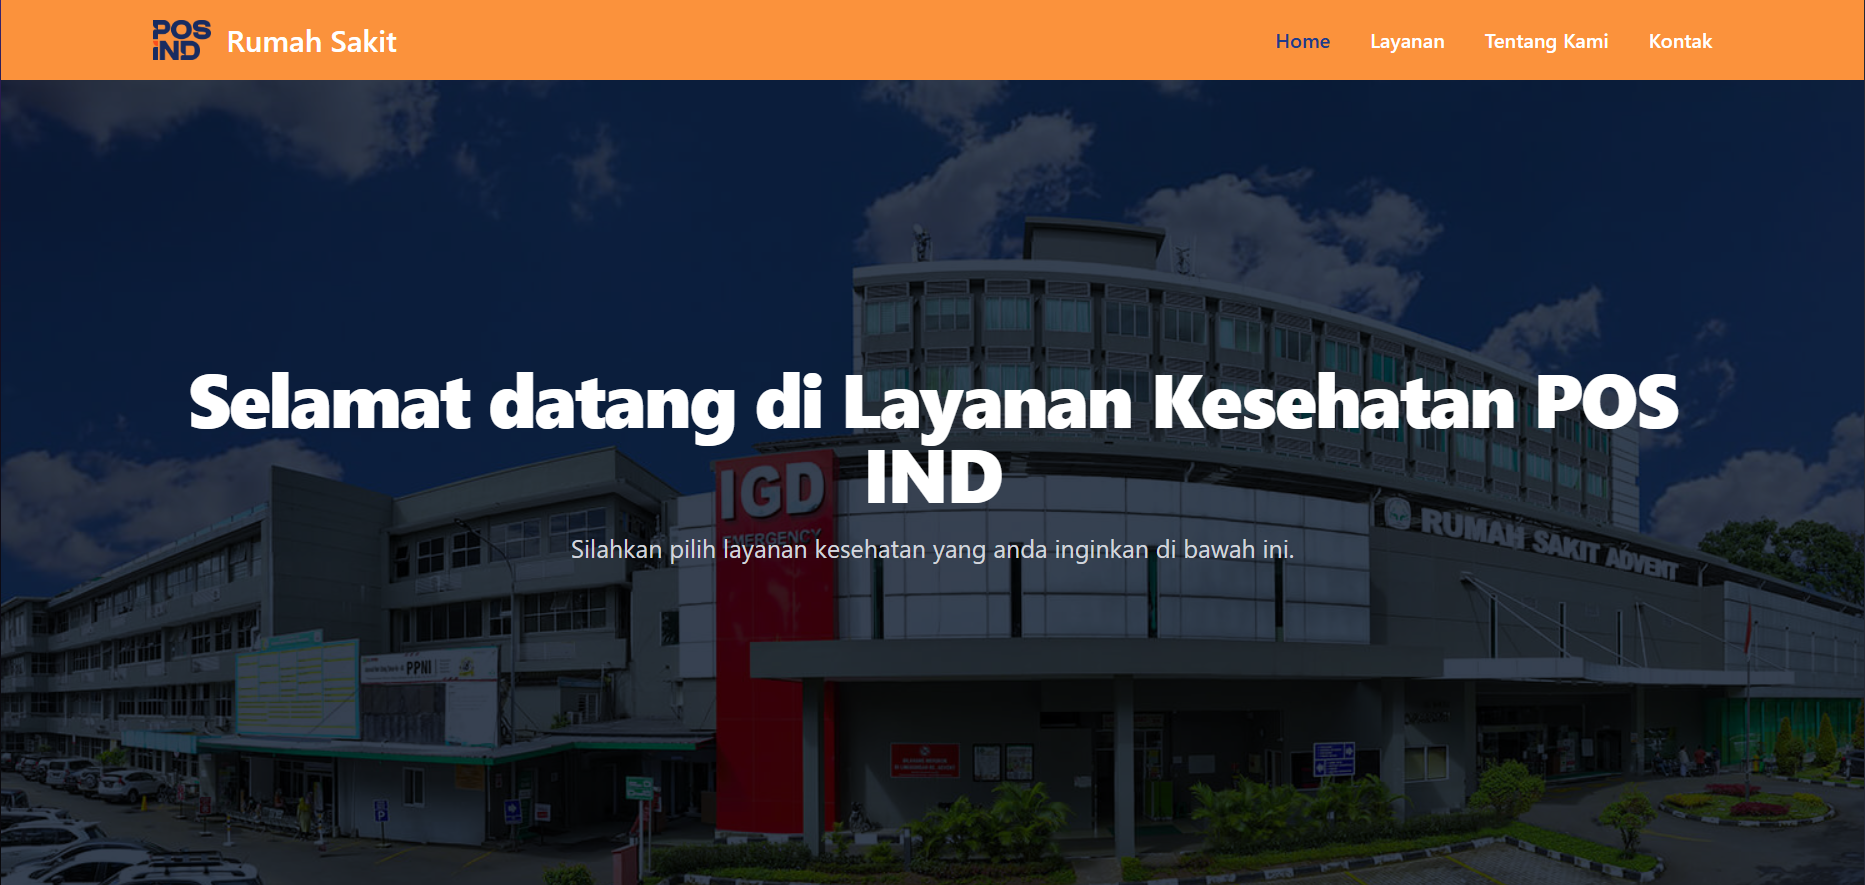 POS
IND
Rumah Sakit
Home
Layanan
Tentang Kami
Kontak
Selamat datang di Layanan Kesehatan POS
IND
Silahkan pilih layanan kesehatan yang anda inginkan di bawah ini.
IGD
EMERGENCY
RUMAH SAKIT ADVENT
PPNI
P